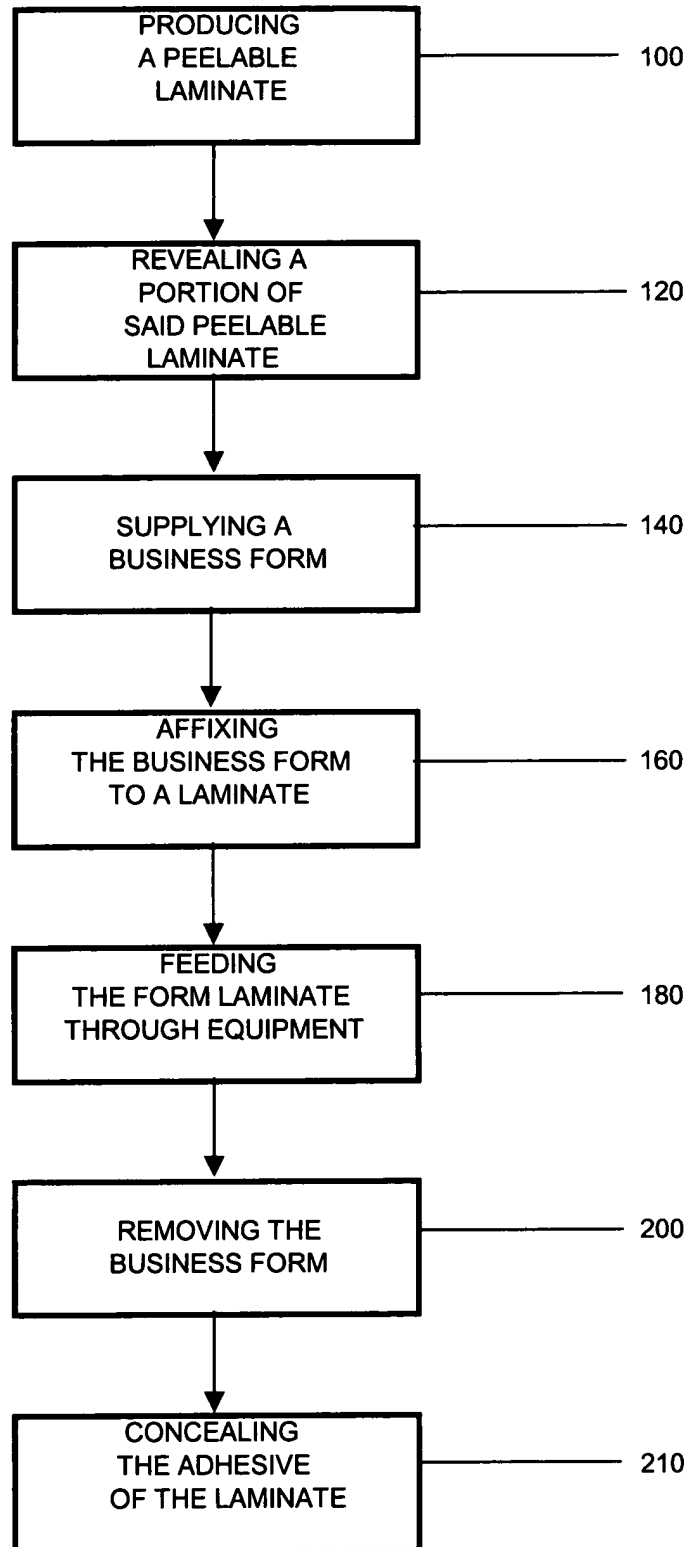 PRODUCING
A PEELABLE
LAMINATE
100
REVEALING A
PORTION OF
SAID PEELABLE
LAMINATE
120
SUPPLYING A
BUSINESS FORM
140
AFFIXING
THE BUSINESS FORM
TO A LAMINATE
160
FEEDING
THE FORM LAMINATE
THROUGH EQUIPMENT
180
REMOVING THE
BUSINESS FORM
200
CONCEALING
THE ADHESIVE
OF THE LAMINATE
210